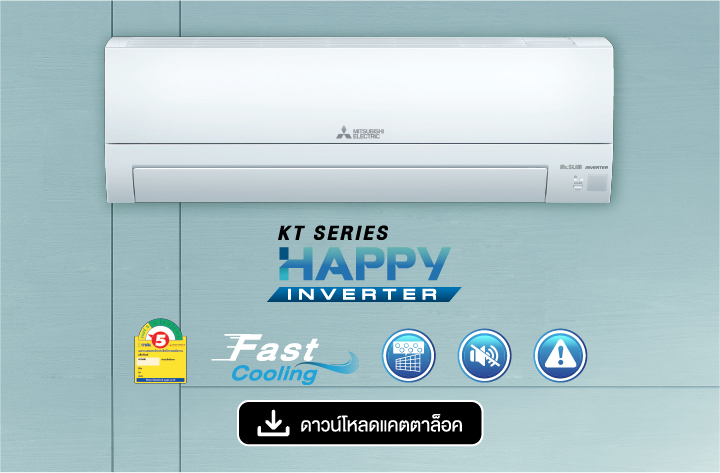 MITSUBISHI
ELECTRIC
Mr.SLIM INVERTER
KT SERIES
HAPPY
INVERTER
5
Fast
Cooling
ดาวน์โหลดแคตตาล็อค